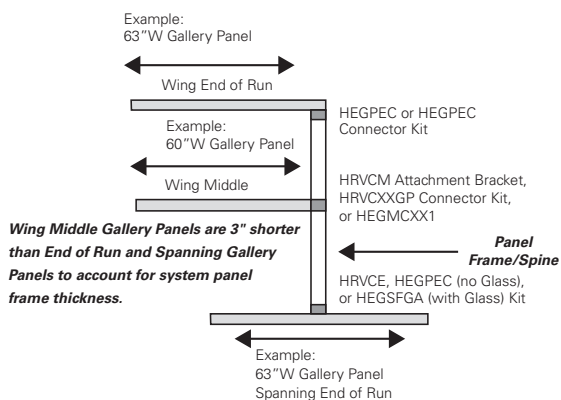 Example:
63"W Gallery Panel
Wing End of Run
HEGPEC or HEGPEC
Connector Kit
Example:
60"W Gallery Panel
Wing Middle
HRVCM Attachment Bracket,
HRVCXXGP Connector Kit,
or HEGMCXX1
Wing Middle Gallery Panels are 3" shorter
than End of Run and Spanning Gallery
Panels to account for system panel
frame thickness.
Panel
Frame/Spine
HRVCE, HEGPEC (no Glass),
or HEGSFGA (with Glass) Kit
Example:
63"W Gallery Panel
Spanning End of Run